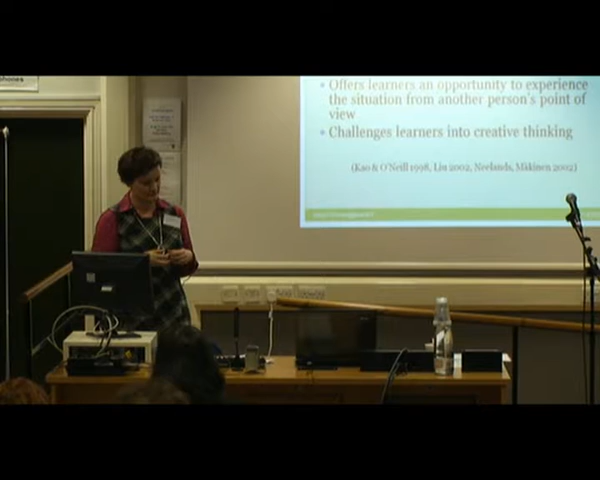 phones
• Offers learners an opportunity to experience
the situation from another person's point of
view
• Challenges learners into creative thinking
(Kao & O'Neill 1998, Liu 2002, Neelands, Mäkinen 2002)